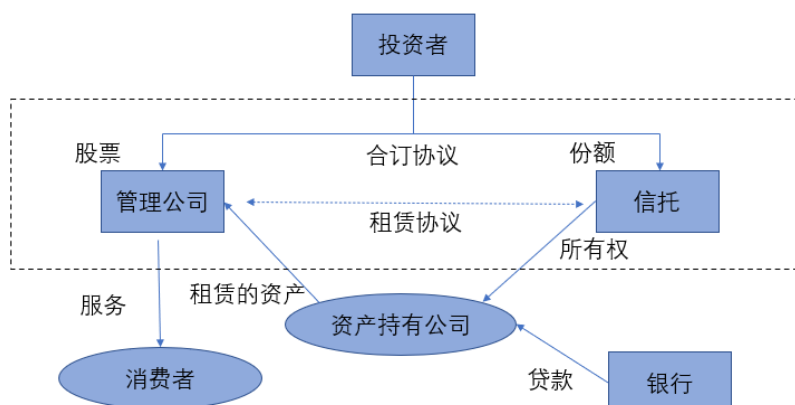 投资者
股票
合订协议
份额
管理公司
信托
租赁协议
所有权
租赁的资产
服务
资产持有公司
消费者
贷款
银行